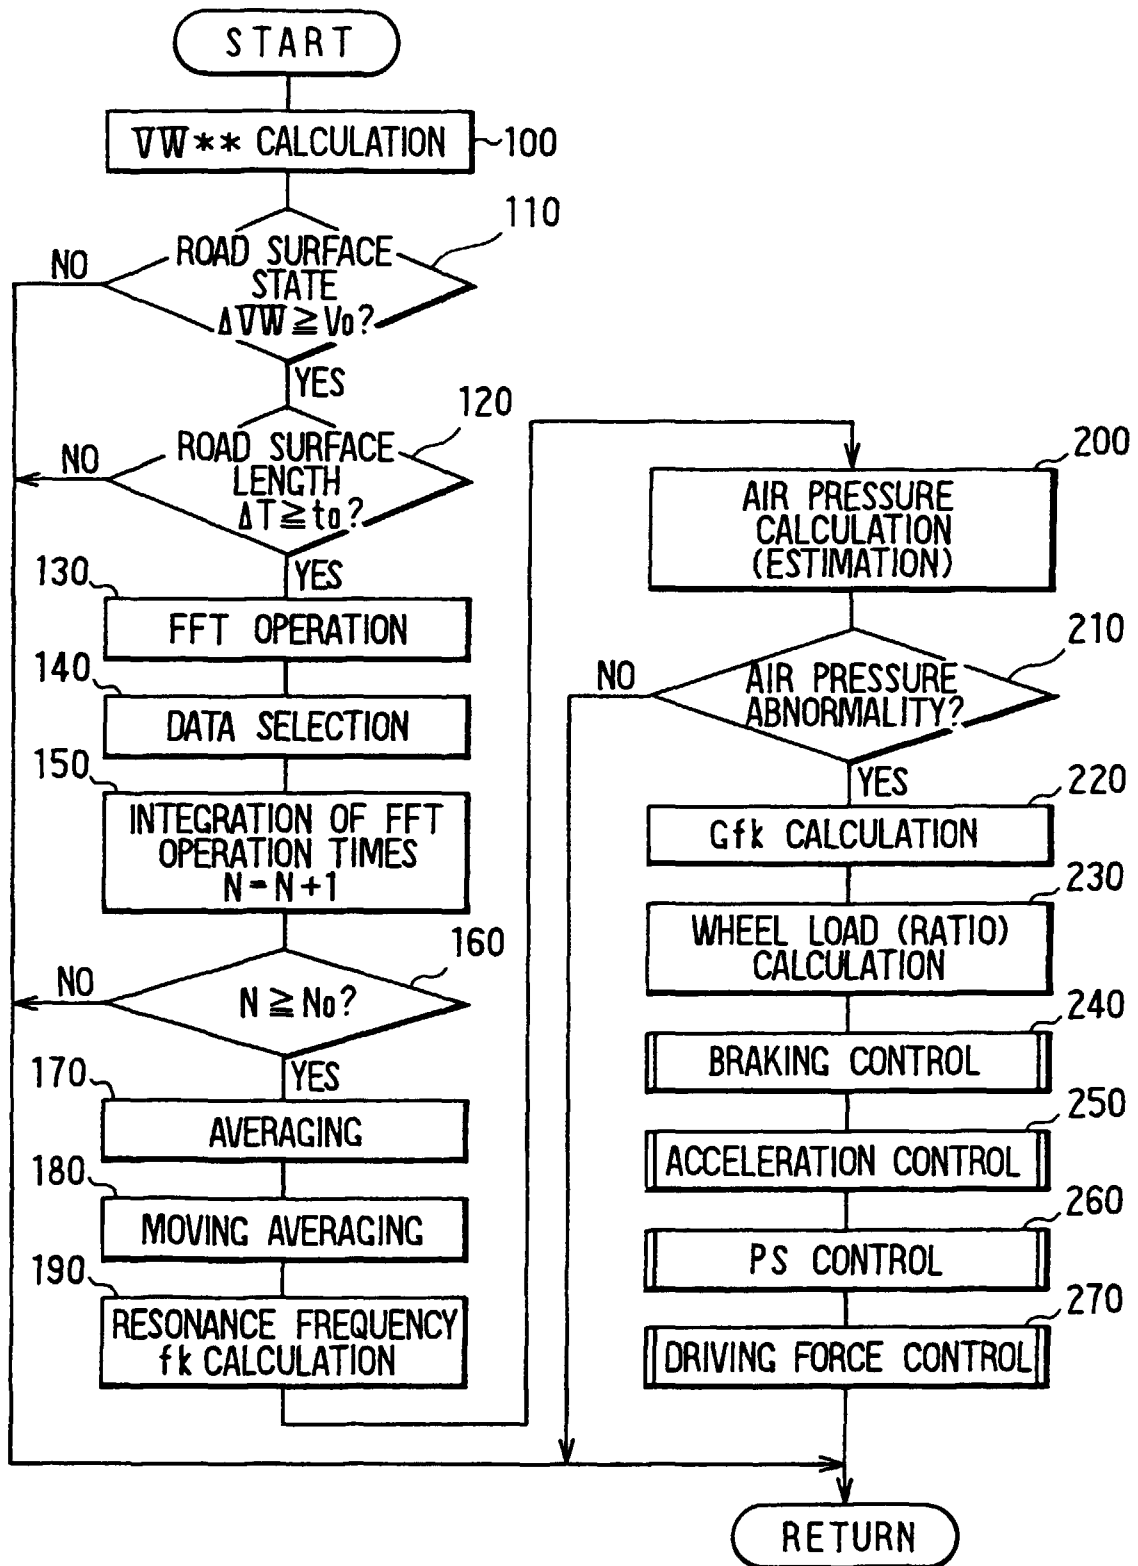 START
VW** CALCULATION
100
110
ROAD SURFACE
STATE
ΔVW ≧ Vo?
NO
YES
120
ROAD SURFACE
LENGTH
ΔT ≧ to?
NO
YES
130
FFT OPERATION
140
DATA SELECTION
150
INTEGRATION OF FFT
OPERATION TIMES
N = N + 1
160
N ≧ No?
NO
YES
170
AVERAGING
180
MOVING AVERAGING
190
RESONANCE FREQUENCY
fk CALCULATION
200
AIR PRESSURE
CALCULATION
(ESTIMATION)
210
AIR PRESSURE
ABNORMALITY?
NO
YES
220
Gfk CALCULATION
230
WHEEL LOAD (RATIO)
CALCULATION
240
BRAKING CONTROL
250
ACCELERATION CONTROL
260
PS CONTROL
270
DRIVING FORCE CONTROL
RETURN